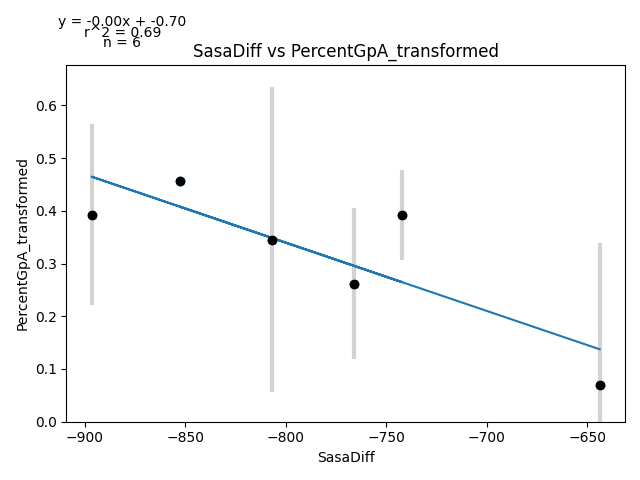 y = -0.00x + -0.70
r^2 = 0.69
n = 6
SasaDiff vs PercentGpA_transformed
PercentGpA_transformed
0.6
0.5
0.4
0.3
0.2
0.1
0.0
−900 −850 −800 −750 −700 −650
SasaDiff